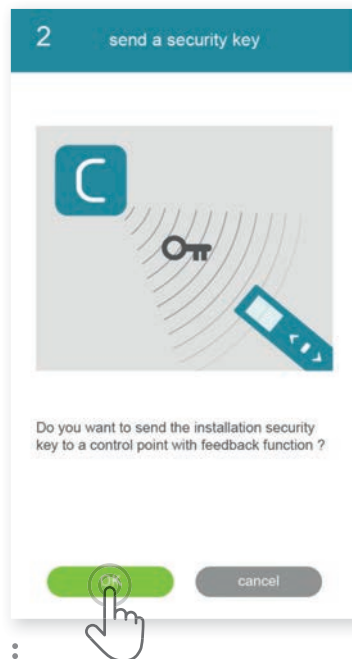 2 send a security key
C
Do you want to send the installation security
key to a control point with feedback function ?
OK cancel